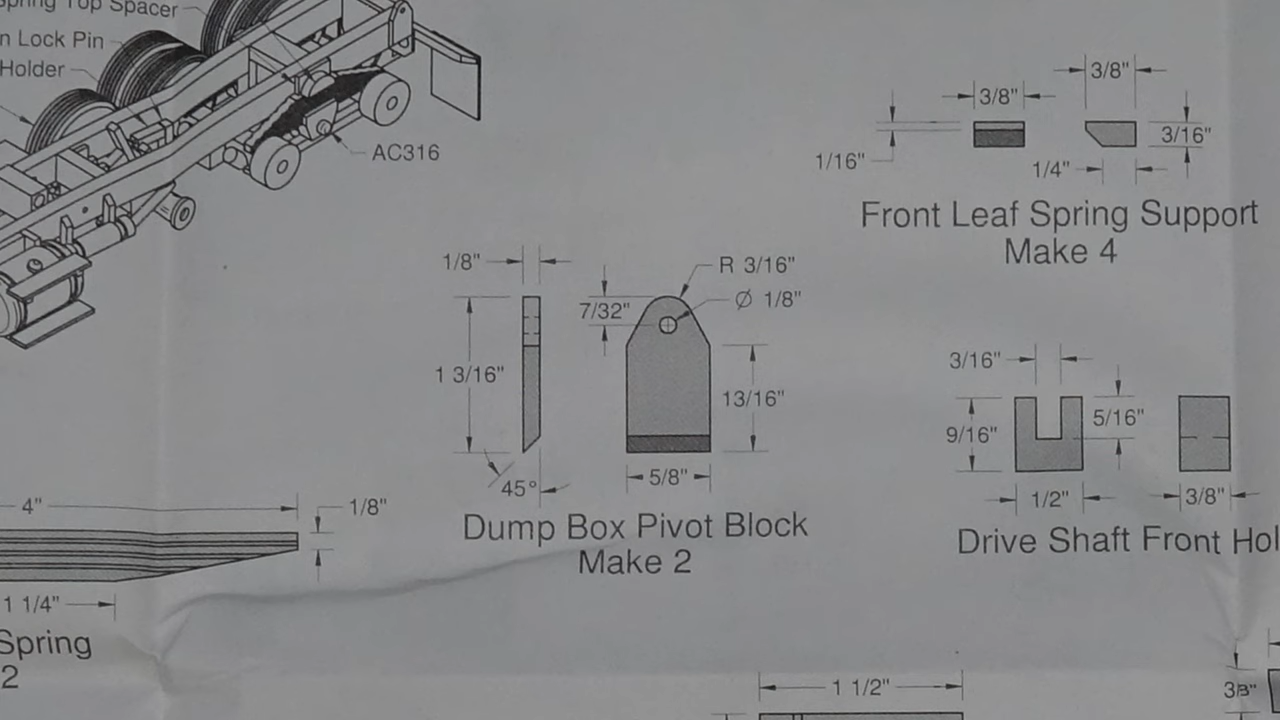 Spring Top Spacer
n Lock Pin
Holder
AC316
3/8"
3/8"
1/16"
3/16"
1/4"
Front Leaf Spring Support
Make 4
1/8"
R 3/16"
7/32"
Ø 1/8"
1 3/16"
13/16"
45°
5/8"
Dump Box Pivot Block
Make 2
3/16"
9/16"
5/16"
1/2"
3/8"
Drive Shaft Front Hol
4"
1/8"
1 1/4"
Spring
2
1 1/2"